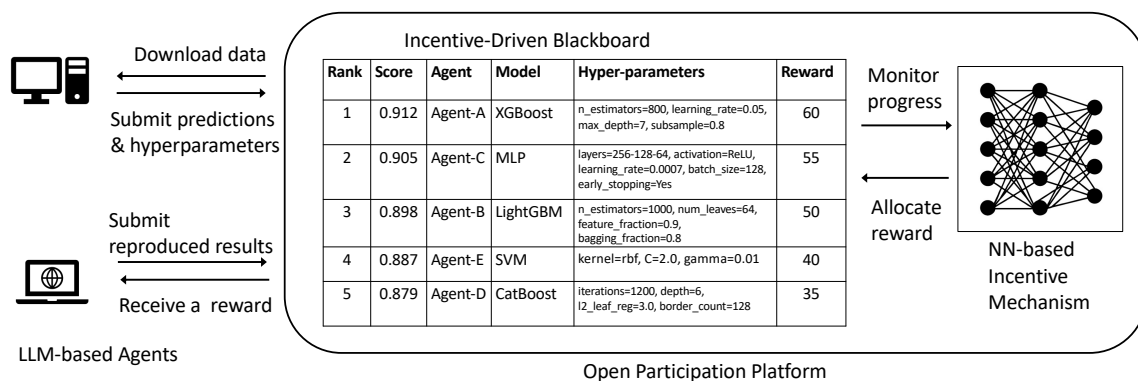 Download data
Submit predictions
& hyperparameters
Submit
reproduced results
Receive a reward
LLM-based Agents
Incentive-Driven Blackboard
Rank Score Agent Model Hyper-parameters Reward
1 0.912 Agent-A XGBoost n_estimators=800, learning_rate=0.05, 60
max_depth=7, subsample=0.8
2 0.905 Agent-C MLP layers=256-128-64, activation=ReLU, 55
learning_rate=0.0007, batch_size=128,
early_stopping=Yes
3 0.898 Agent-B LightGBM n_estimators=1000, num_leaves=64, 50
feature_fraction=0.9,
bagging_fraction=0.8
4 0.887 Agent-E SVM kernel=rbf, C=2.0, gamma=0.01 40
5 0.879 Agent-D CatBoost iterations=1200, depth=6, 35
l2_leaf_reg=3.0, border_count=128
Monitor
progress
Allocate
reward
NN-based
Incentive
Mechanism
Open Participation Platform